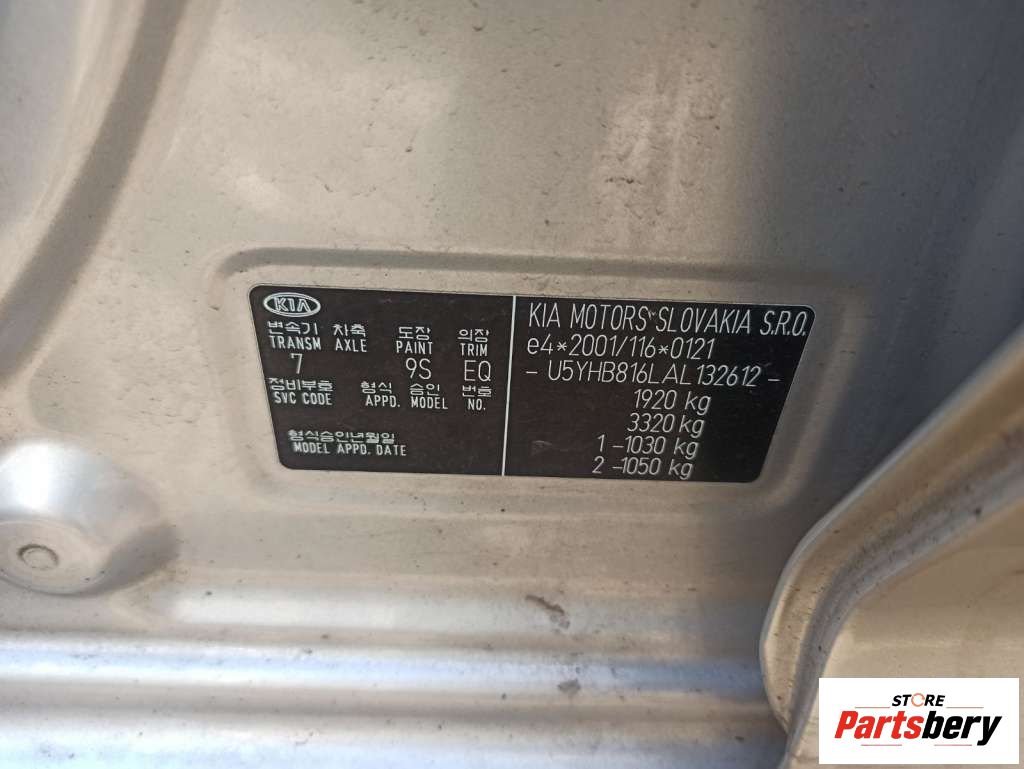 KIA
변속기 차축 도장 의장
TRANSM AXLE PAINT TRIM
7 9S EQ
정비부호 형식 승인 번호
SVC CODE APPD. MODEL NO.
형식승인년월일
MODEL APPD. DATE
KIA MOTORS SLOVAKIA S.R.O.
e4*2001/116*0121
- U5YHB816LAL132612 -
1920 kg
3320 kg
1 -1030 kg
2 -1050 kg
STORE
Partsbery